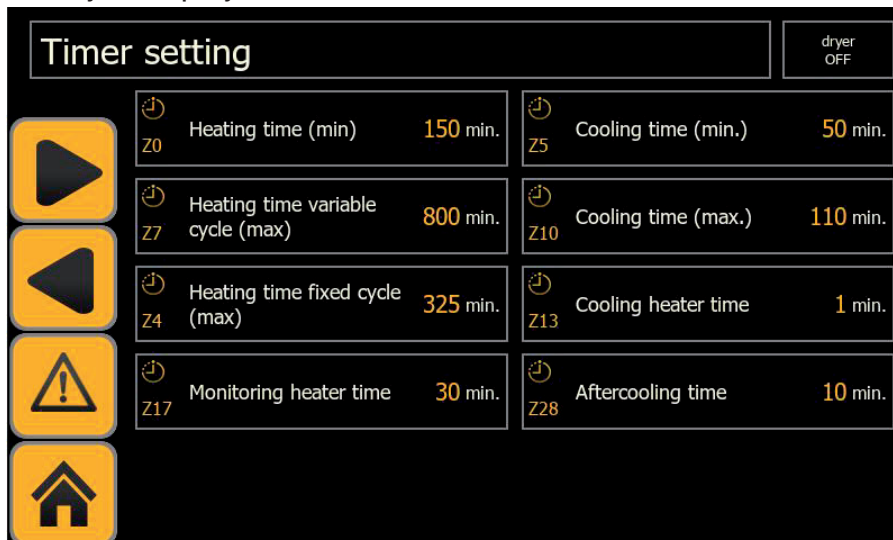 Timer setting
dryer
OFF
Z0
Heating time (min)
150 min.
Z5
Cooling time (min.)
50 min.
Z7
Heating time variable
cycle (max)
800 min.
Z10
Cooling time (max.)
110 min.
Z4
Heating time fixed cycle
(max)
325 min.
Z13
Cooling heater time
1 min.
Z17
Monitoring heater time
30 min.
Z28
Aftercooling time
10 min.